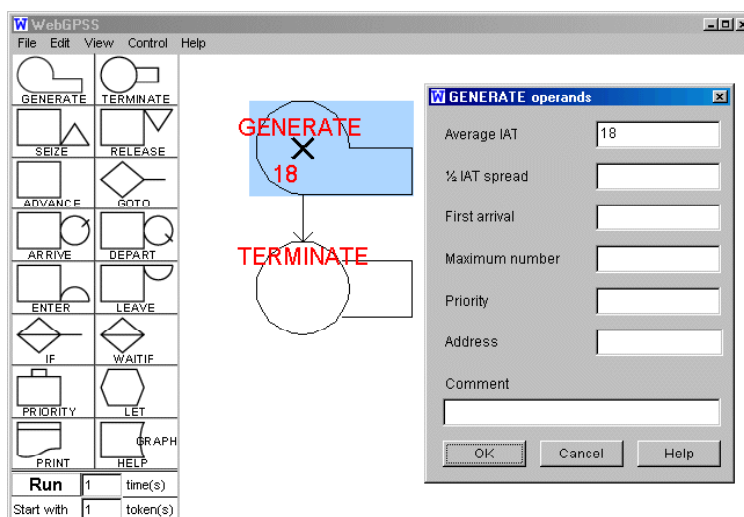 WebGPSS
File Edit View Control Help
GENERATE TERMINATE
SEIZE RELEASE
ADVANCE GOTO
ARRIVE DEPART
ENTER LEAVE
IF WAITIF
PRIORITY LET
PRINT HELP
GRAPH
Run 1 time(s)
Start with 1 token(s)
GENERATE
18
TERMINATE
GENERATE operands
Average IAT 18
½ IAT spread
First arrival
Maximum number
Priority
Address
Comment
OK Cancel Help